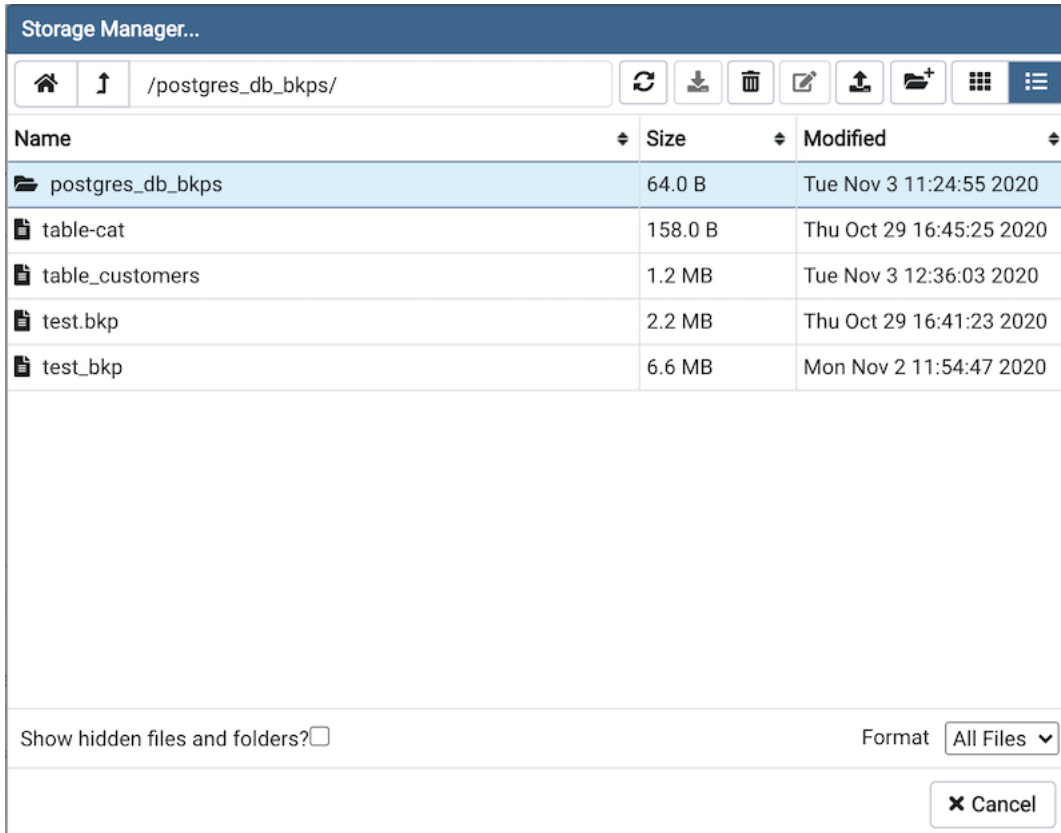 Storage Manager...
/postgres_db_bkps/
Name Size Modified
postgres_db_bkps 64.0 B Tue Nov 3 11:24:55 2020
table-cat 158.0 B Thu Oct 29 16:45:25 2020
table_customers 1.2 MB Tue Nov 3 12:36:03 2020
test.bkp 2.2 MB Thu Oct 29 16:41:23 2020
test_bkp 6.6 MB Mon Nov 2 11:54:47 2020
Show hidden files and folders? Format All Files
Cancel